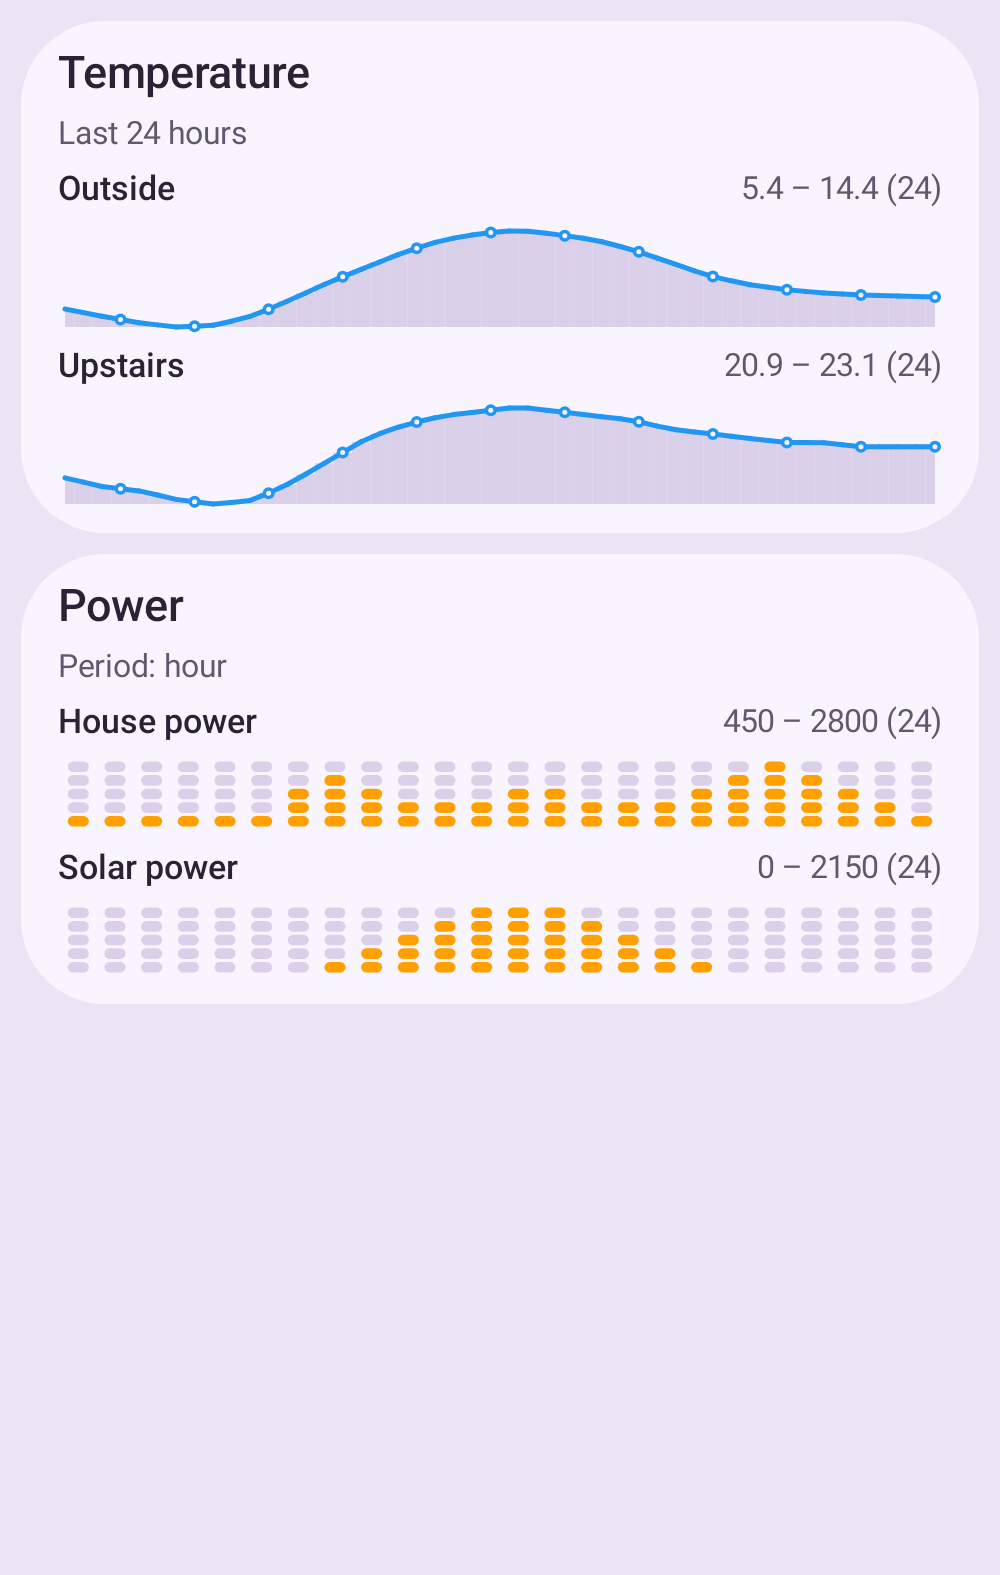 Temperature
Last 24 hours
Outside 5.4 – 14.4 (24)
Upstairs 20.9 – 23.1 (24)
Power
Period: hour
House power 450 – 2800 (24)
Solar power 0 – 2150 (24)